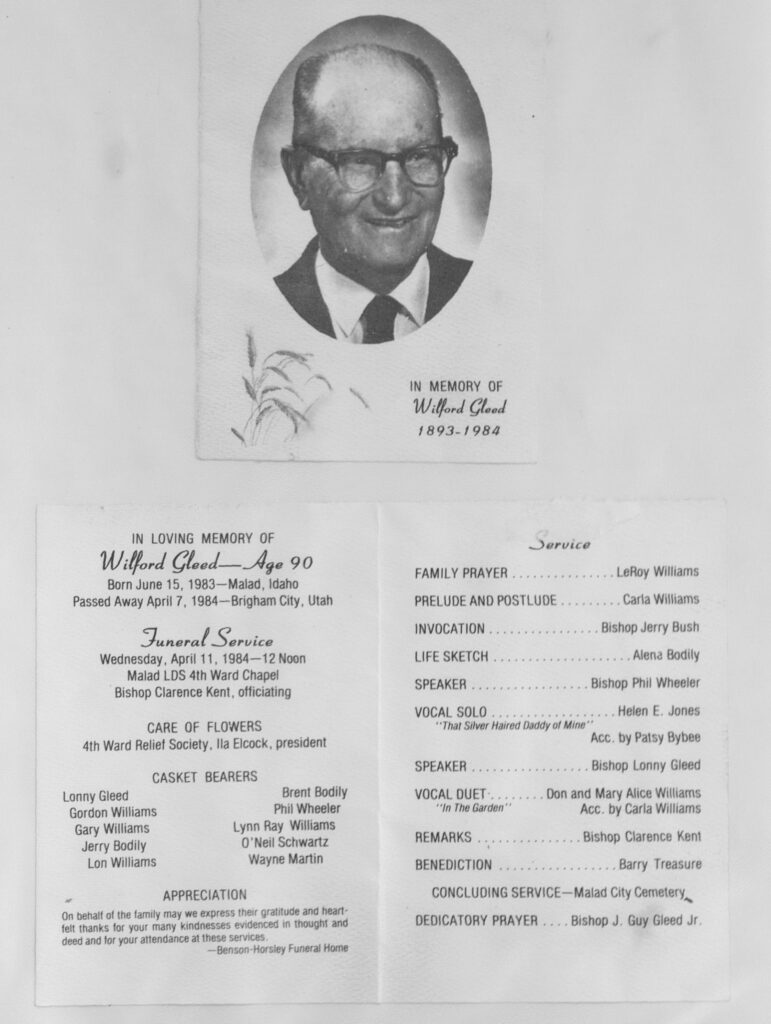 IN MEMORY OF
Wilford Gleed
1893-1984
IN LOVING MEMORY OF
Wilford Gleed—Age 90
Born June 15, 1983—Malad, Idaho
Passed Away April 7, 1984—Brigham City, Utah
Funeral Service
Wednesday, April 11, 1984—12 Noon
Malad LDS 4th Ward Chapel
Bishop Clarence Kent, officiating
CARE OF FLOWERS
4th Ward Relief Society, Ila Elcock, president
CASKET BEARERS
Lonny Gleed
Gordon Williams
Gary Williams
Jerry Bodily
Lon Williams
Brent Bodily
Phil Wheeler
Lynn Ray Williams
O'Neil Schwartz
Wayne Martin
APPRECIATION
On behalf of the family may we express their gratitude and heart-
felt thanks for your many kindnesses evidenced in thought and
deed and for your attendance at these services.
—Benson-Horsley Funeral Home
Service
FAMILY PRAYER . . . . . . . . . . . . . . . LeRoy Williams
PRELUDE AND POSTLUDE . . . . . . . . . Carla Williams
INVOCATION . . . . . . . . . . . . . . . . Bishop Jerry Bush
LIFE SKETCH . . . . . . . . . . . . . . . . . . . . Alena Bodily
SPEAKER . . . . . . . . . . . . . . . . . Bishop Phil Wheeler
VOCAL SOLO . . . . . . . . . . . . . . . . . . Helen E. Jones
"That Silver Haired Daddy of Mine"
Acc. by Patsy Bybee
SPEAKER . . . . . . . . . . . . . . . . . Bishop Lonny Gleed
VOCAL DUET . . . . . . . . Don and Mary Alice Williams
"In The Garden"
Acc. by Carla Williams
REMARKS . . . . . . . . . . . . . . . Bishop Clarence Kent
BENEDICTION . . . . . . . . . . . . . . . . . Barry Treasure
CONCLUDING SERVICE—Malad City Cemetery
DEDICATORY PRAYER . . . . Bishop J. Guy Gleed Jr.